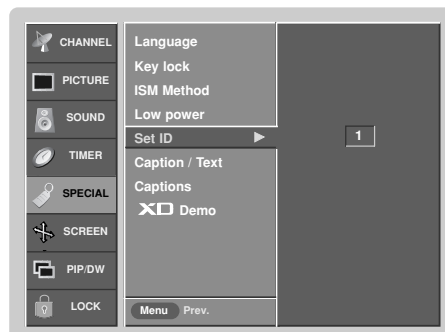 CHANNEL
PICTURE
SOUND
TIMER
SPECIAL
SCREEN
PIP/DW
LOCK
Language
Key lock
ISM Method
Low power
Set ID ▶
Caption / Text
Captions
XD Demo
Menu Prev.
1